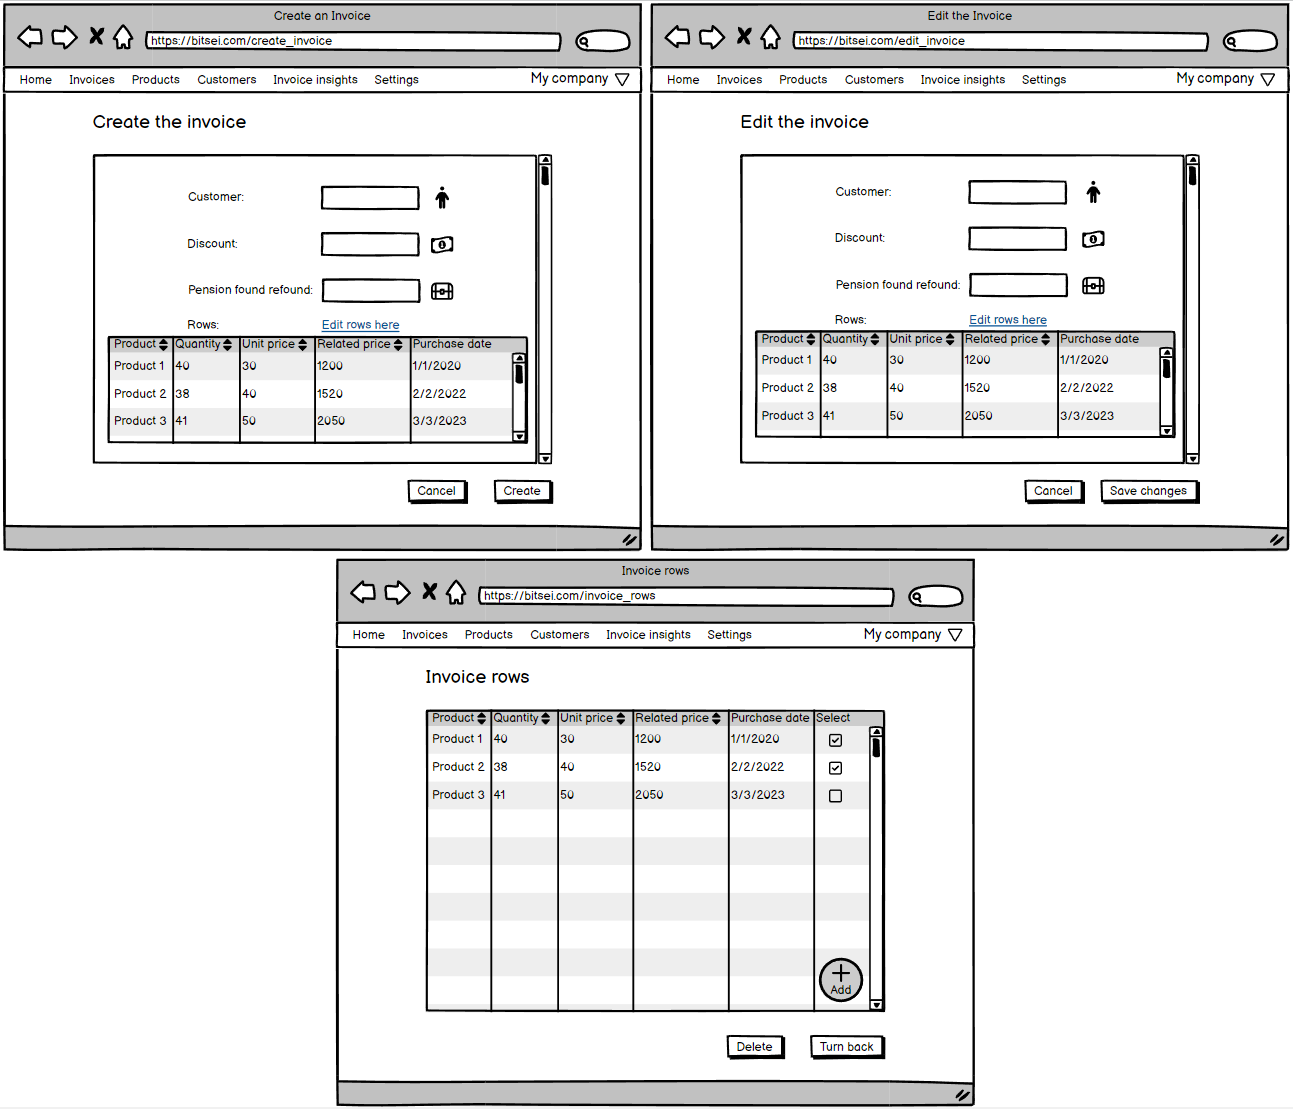 Create an Invoice
https://bitsei.com/create_invoice
Home Invoices Products Customers Invoice insights Settings My company
Create the invoice
Customer:
Discount:
Pension found refound:
Rows: Edit rows here
Product Quantity Unit price Related price Purchase date
Product 1 40 30 1200 1/1/2020
Product 2 38 40 1520 2/2/2022
Product 3 41 50 2050 3/3/2023
Cancel Create
Edit the Invoice
https://bitsei.com/edit_invoice
Home Invoices Products Customers Invoice insights Settings My company
Edit the invoice
Customer:
Discount:
Pension found refound:
Rows: Edit rows here
Product Quantity Unit price Related price Purchase date
Product 1 40 30 1200 1/1/2020
Product 2 38 40 1520 2/2/2022
Product 3 41 50 2050 3/3/2023
Cancel Save changes
Invoice rows
https://bitsei.com/invoice_rows
Home Invoices Products Customers Invoice insights Settings My company
Invoice rows
Product Quantity Unit price Related price Purchase date Select
Product 1 40 30 1200 1/1/2020
Product 2 38 40 1520 2/2/2022
Product 3 41 50 2050 3/3/2023
Add
Delete Turn back